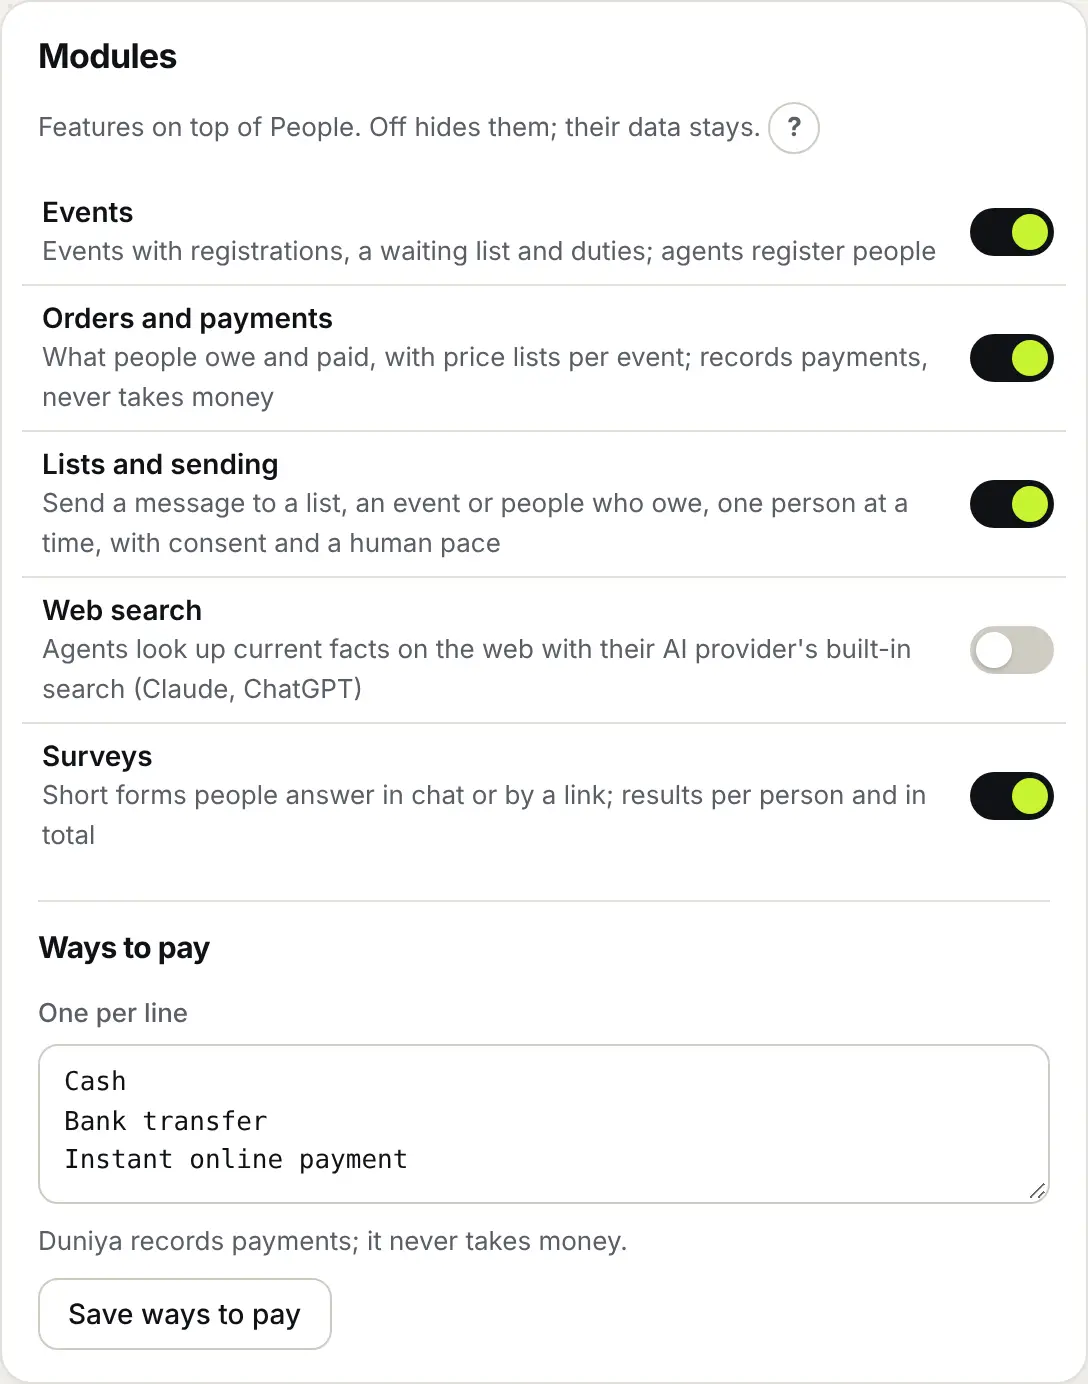 Modules
Features on top of People. Off hides them; their data stays. ?
Events
Events with registrations, a waiting list and duties; agents register people
Orders and payments
What people owe and paid, with price lists per event; records payments,
never takes money
Lists and sending
Send a message to a list, an event or people who owe, one person at a
time, with consent and a human pace
Web search
Agents look up current facts on the web with their AI provider's built-in
search (Claude, ChatGPT)
Surveys
Short forms people answer in chat or by a link; results per person and in
total
Ways to pay
One per line
Cash
Bank transfer
Instant online payment
Duniya records payments; it never takes money.
Save ways to pay